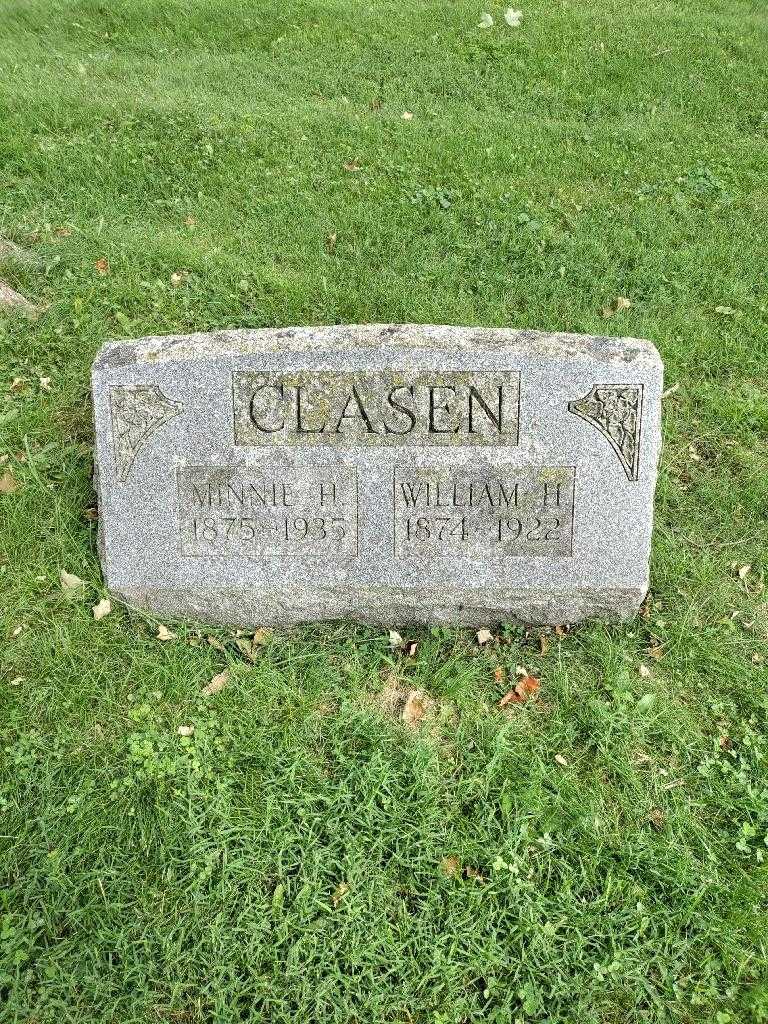 CLASEN
MINNIE H.
1875-1935
WILLIAM H.
1874-1922